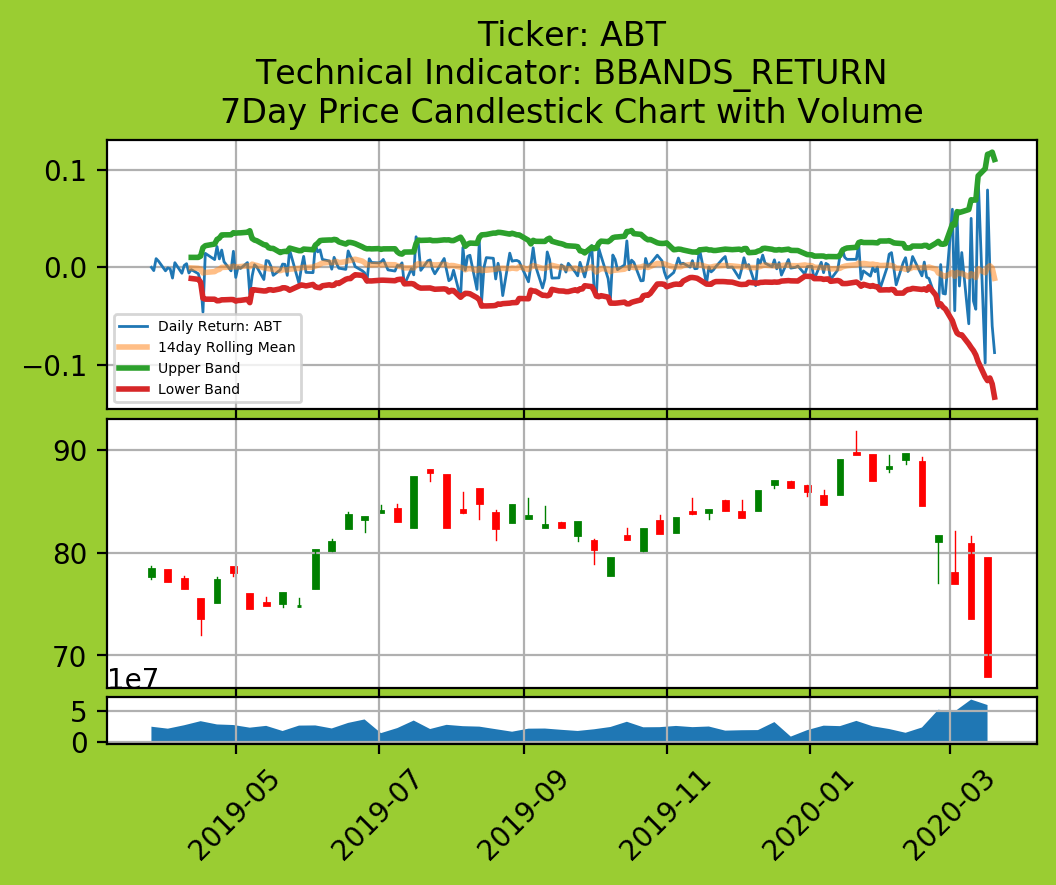 Ticker: ABT
Technical Indicator: BBANDS_RETURN
7Day Price Candlestick Chart with Volume
0.1
0.0
−0.1
Daily Return: ABT
14day Rolling Mean
Upper Band
Lower Band
90
80
70
1e7
5
0
2019-05
2019-07
2019-09
2019-11
2020-01
2020-03